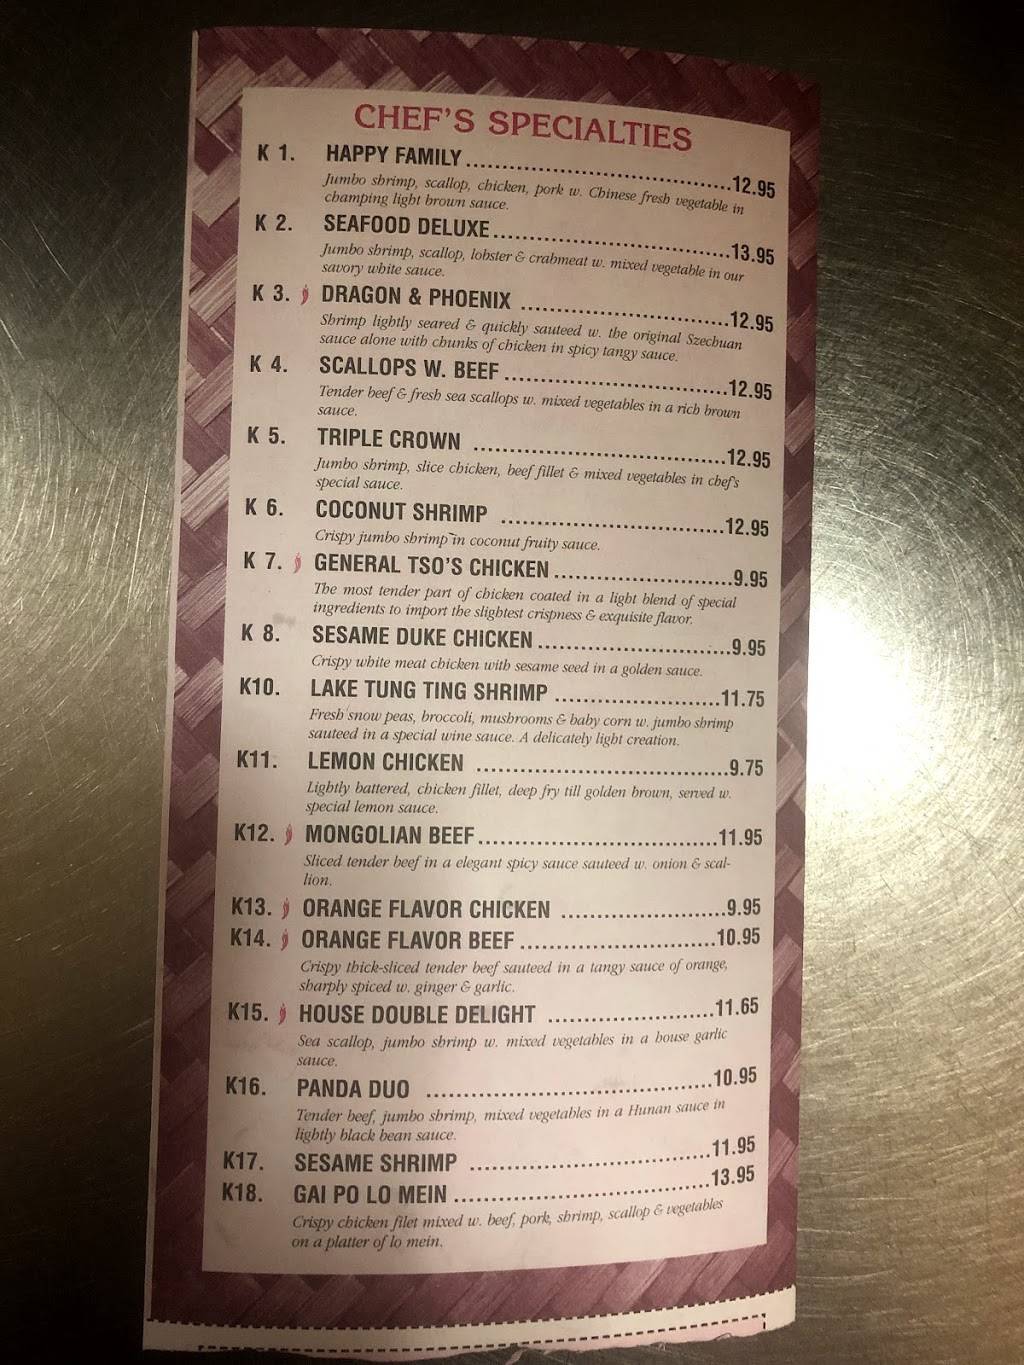 CHEF'S SPECIALTIES
K 1. HAPPY FAMILY ..............................12.95
Jumbo shrimp, scallop, chicken, pork w. Chinese fresh vegetable in
champing light brown sauce.
K 2. SEAFOOD DELUXE..............................13.95
Jumbo shrimp, scallop, lobster & crabmeat w. mixed vegetable in our
savory white sauce.
K 3. DRAGON & PHOENIX ..............................12.95
Shrimp lightly seared & quickly sauteed w. the original Szechuan
sauce alone with chunks of chicken in spicy tangy sauce.
K 4. SCALLOPS W. BEEF ..............................12.95
Tender beef & fresh sea scallops w. mixed vegetables in a rich brown
sauce.
K 5. TRIPLE CROWN ..............................12.95
Jumbo shrimp, slice chicken, beef fillet & mixed vegetables in chef's
special sauce.
K 6. COCONUT SHRIMP ..............................12.95
Crispy jumbo shrimp in coconut fruity sauce.
K 7. GENERAL TSO'S CHICKEN..............................9.95
The most tender part of chicken coated in a light blend of special
ingredients to import the slightest crispness & exquisite flavor.
K 8. SESAME DUKE CHICKEN..............................9.95
Crispy white meat chicken with sesame seed in a golden sauce.
K10. LAKE TUNG TING SHRIMP ..............................11.75
Fresh snow peas, broccoli, mushrooms & baby corn w. jumbo shrimp
sauteed in a special wine sauce. A delicately light creation.
K11. LEMON CHICKEN ..............................9.75
Lightly battered, chicken fillet, deep fry till golden brown, served w.
special lemon sauce.
K12. MONGOLIAN BEEF..............................11.95
Sliced tender beef in a elegant spicy sauce sauteed w. onion & scal-
lion.
K13. ORANGE FLAVOR CHICKEN ..............................9.95
K14. ORANGE FLAVOR BEEF..............................10.95
Crispy thick-sliced tender beef sauteed in a tangy sauce of orange,
sharply spiced w. ginger & garlic.
K15. HOUSE DOUBLE DELIGHT ..............................11.65
Sea scallop, jumbo shrimp w. mixed vegetables in a house garlic
sauce.
K16. PANDA DUO ..............................10.95
Tender beef, jumbo shrimp, mixed vegetables in a Hunan sauce in
lightly black bean sauce.
K17. SESAME SHRIMP ..............................11.95
K18. GAI PO LO MEIN ..............................13.95
Crispy chicken filet mixed w. beef, pork, shrimp, scallop & vegetables
on a platter of lo mein.